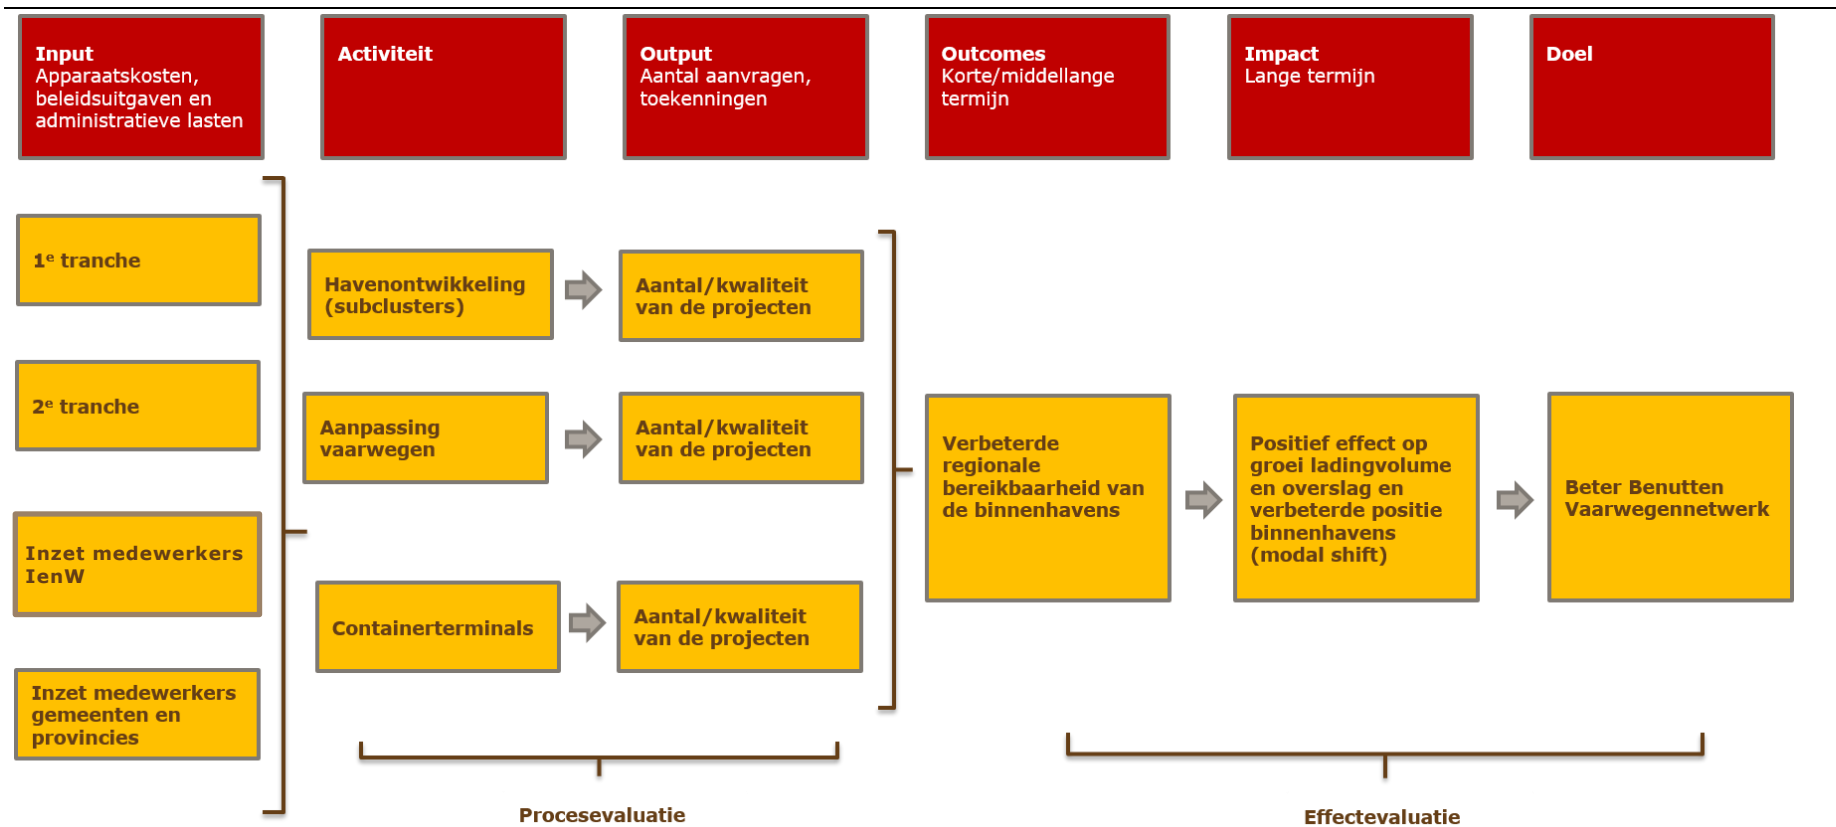 Input
Apparaatskosten,
beleidsuitgaven en
administratieve lasten
Activiteit
Output
Aantal aanvragen,
toekenningen
Outcomes
Korte/middellange
termijn
Impact
Lange termijn
Doel
1e tranche
2e tranche
Inzet medewerkers
IenW
Inzet medewerkers
gemeenten en
provincies
Havenontwikkeling
(subclusters)
Aantal/kwaliteit
van de projecten
Aanpassing
vaarwegen
Aantal/kwaliteit
van de projecten
Containerterminals
Aantal/kwaliteit
van de projecten
Verbeterde
regionale
bereikbaarheid van
de binnenhavens
Positief effect op
groei ladingvolume
en overslag en
verbeterde positie
binnenhavens
(modal shift)
Beter Benutten
Vaarwegennetwerk
Procesevaluatie
Effectevaluatie